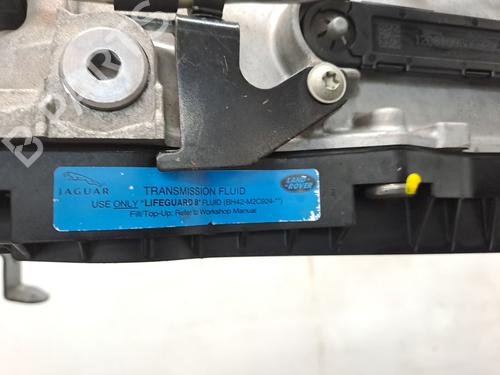 B-PARTS
JAGUAR
TRANSMISSION FLUID
USE ONLY "LIFEGUARD 8" FLUID (BH42-M2C924-**)
Fill/Top-Up: Refer to Workshop Manual
LAND ROVER